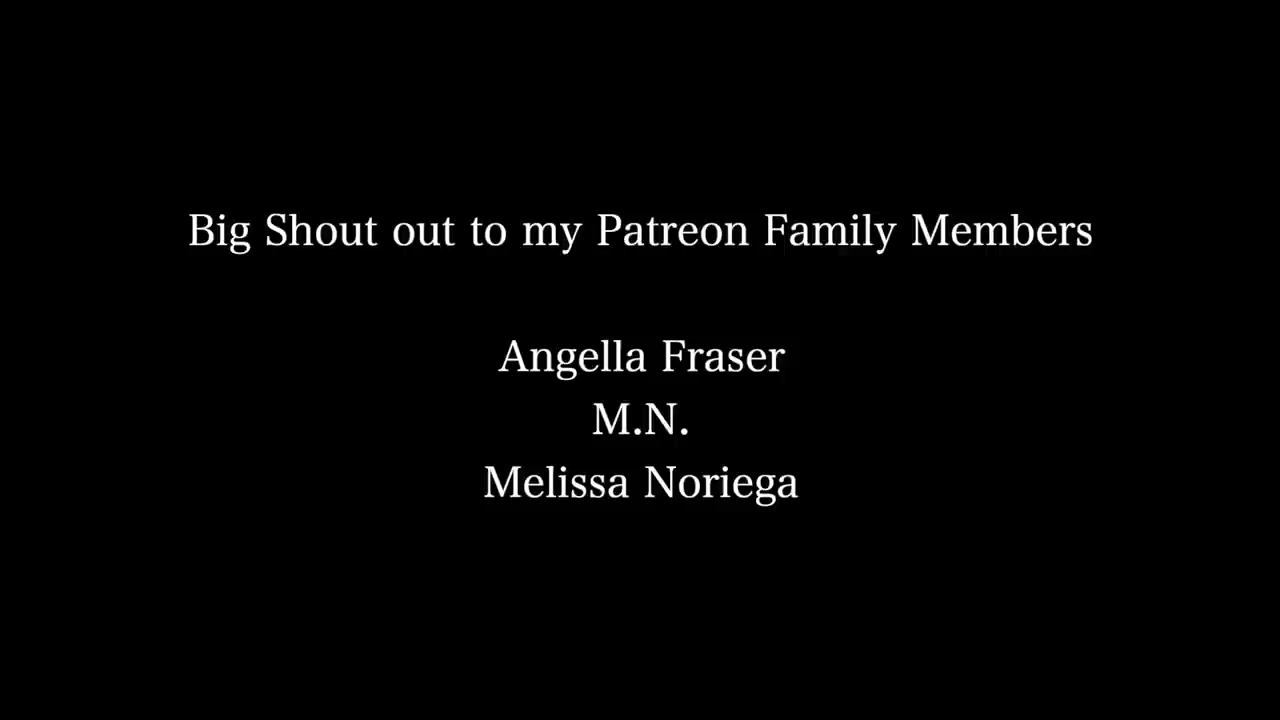 Big Shout out to my Patreon Family Members
Angella Fraser
M.N.
Melissa Noriega